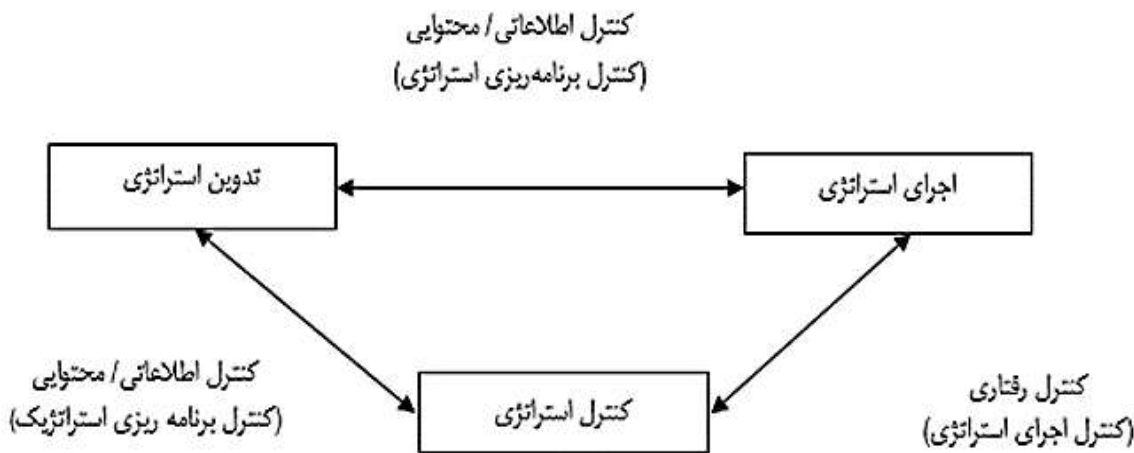 کنترل اطلاعاتی/ محتوایی
(کنترل برنامه‌ریزی استراتژی)
اجرای استراتژی
تدوین استراتژی
کنترل رفتاری
(کنترل اجرای استراتژی)
کنترل استراتژی
کنترل اطلاعاتی/ محتوایی
(کنترل برنامه ریزی استراتژیک)